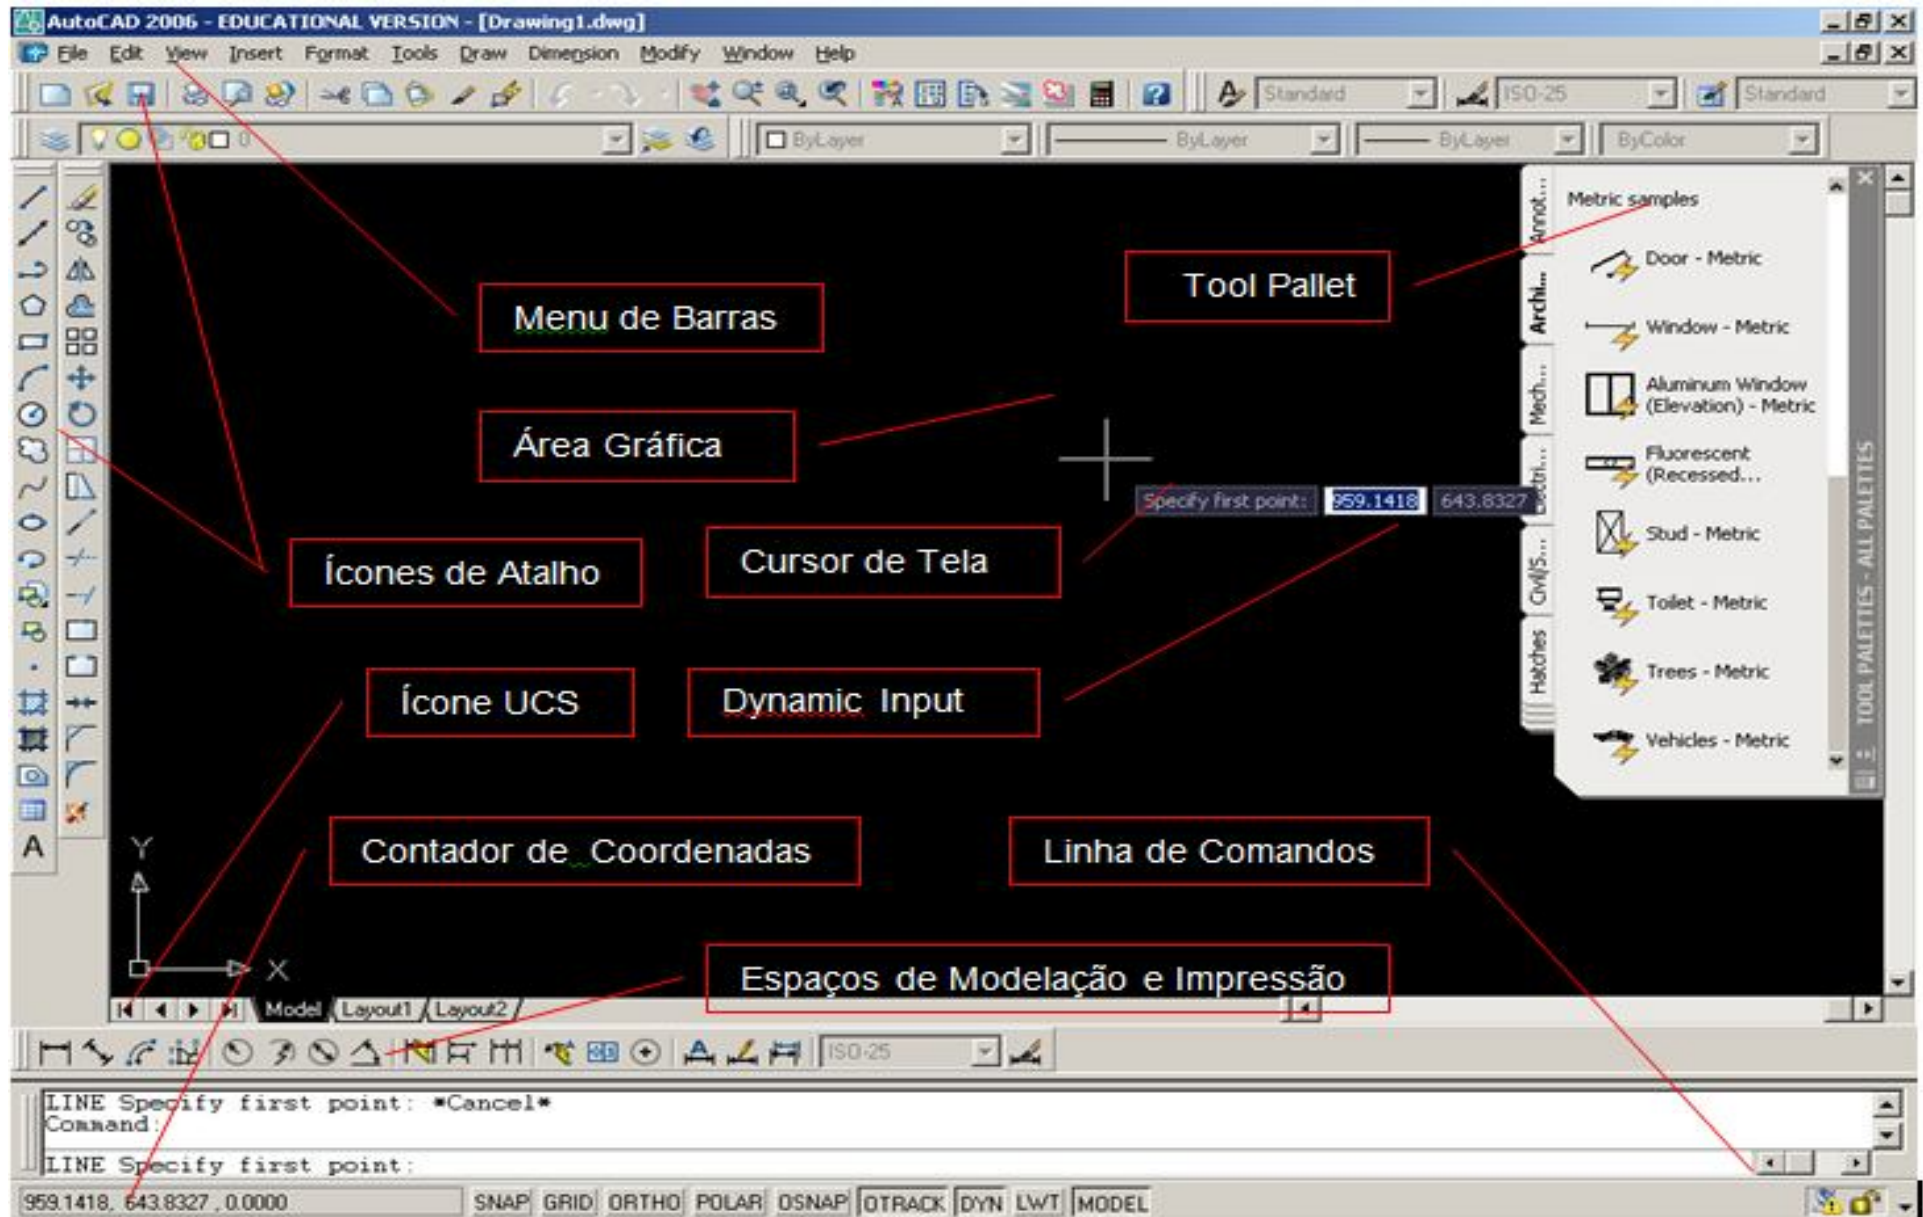 AutoCAD 2006 - EDUCATIONAL VERSION - [Drawing1.dwg]
File Edit View Insert Format Tools Draw Dimension Modify Window Help
Standard ISO-25 Standard
0 ByLayer ByLayer ByLayer ByColor
Metric samples
Annot...
Archi...
Mech...
Electri...
Civil/S...
Hatches
Door - Metric
Window - Metric
Aluminum Window
(Elevation) - Metric
Fluorescent
(Recessed...
Stud - Metric
Toilet - Metric
Trees - Metric
Vehicles - Metric
TOOL PALETTES - ALL PALETTES
Tool Pallet
Menu de Barras
Área Gráfica
Specify first point: 959.1418 643.8327
Ícones de Atalho
Cursor de Tela
Ícone UCS
Dynamic Input
Contador de Coordenadas
Linha de Comandos
Y
X
Espaços de Modelação e Impressão
Model Layout1 Layout2
A
ISO-25
LINE Specify first point: *Cancel*
Command:
LINE Specify first point:
959.1418, 643.8327 , 0.0000 SNAP GRID ORTHO POLAR OSNAP OTRACK DYN LWT MODEL